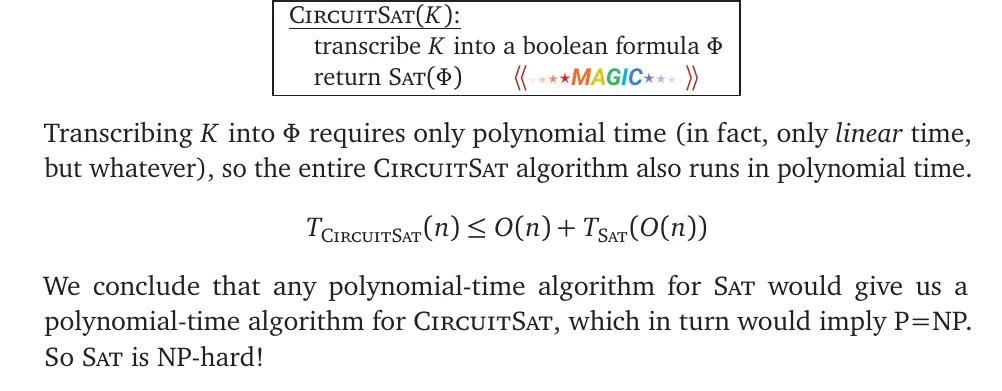 CircuitSat(K):
transcribe K into a boolean formula Φ
return Sat(Φ) ⟨⟨★★★★MAGIC★★★★⟩⟩
Transcribing K into Φ requires only polynomial time (in fact, only linear time,
but whatever), so the entire CircuitSat algorithm also runs in polynomial time.
T_CircuitSat(n) ≤ O(n) + T_Sat(O(n))
We conclude that any polynomial-time algorithm for Sat would give us a
polynomial-time algorithm for CircuitSat, which in turn would imply P=NP.
So Sat is NP-hard!